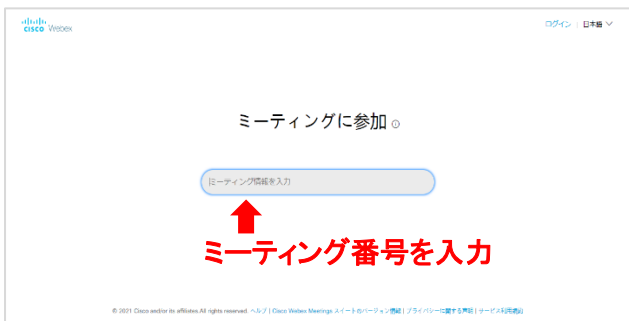 CISCO Webex
ログイン 日本語
ミーティングに参加
ミーティング情報を入力
ミーティング番号を入力
© 2021 Cisco and/or its affiliates. All rights reserved. ヘルプ | Cisco Webex Meetings スイートのバージョン情報 | プライバシーに関する声明 | サービス利用規約